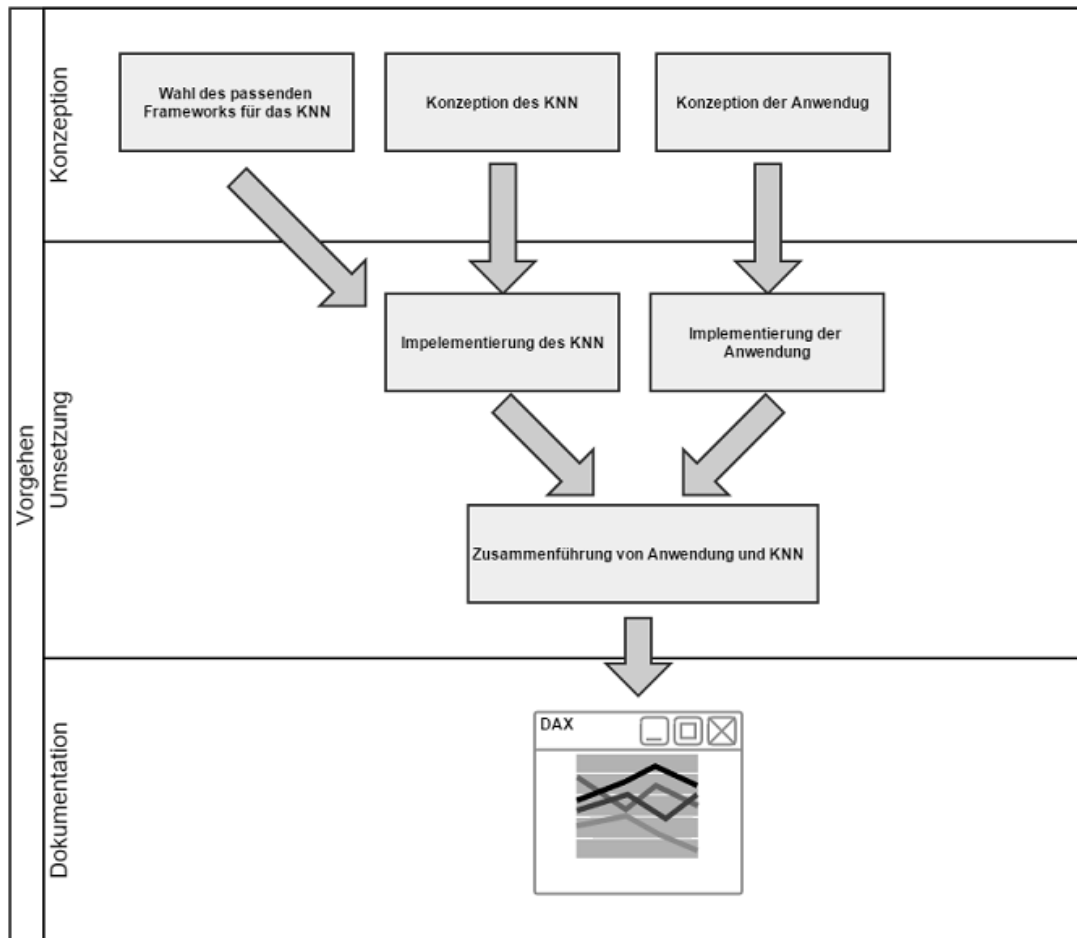 Vorgehen
Konzeption
Wahl des passenden
Frameworks für das KNN
Konzeption des KNN
Konzeption der Anwendug
Umsetzung
Impelementierung des KNN
Implementierung der
Anwendung
Zusammenführung von Anwendung und KNN
Dokumentation
DAX